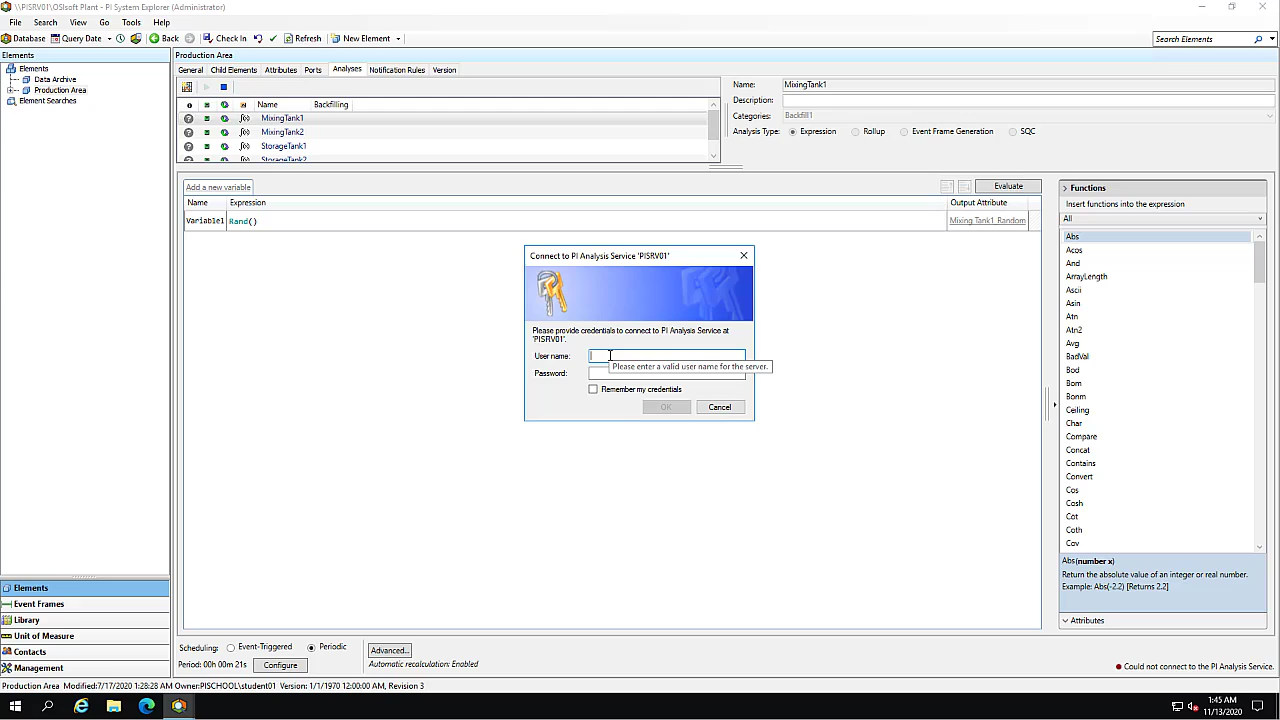 \\PISRV01\OSIsoft Plant - PI System Explorer (Administrator)
File Search View Go Tools Help
Database Query Date Back Check In Refresh New Element Search Elements
Elements
Elements
Data Archive
Production Area
Element Searches
Production Area
General Child Elements Attributes Ports Analyses Notification Rules Version
Name Backfilling
MixingTank1
MixingTank2
StorageTank1
StorageTank2
Name: MixingTank1
Description:
Categories: Backfill1
Analysis Type: Expression Rollup Event Frame Generation SQC
Add a new variable Evaluate
Name Expression Output Attribute
Variable1 Rand() Mixing Tank1_Random
Connect to PI Analysis Service 'PISRV01'
Please provide credentials to connect to PI Analysis Service at
'PISRV01'.
User name:
Please enter a valid user name for the server.
Password:
Remember my credentials
OK Cancel
Functions
Insert functions into the expression
All
Abs
Acos
And
ArrayLength
Ascii
Asin
Atn
Atn2
Avg
BadVal
Bod
Bom
Bonm
Ceiling
Char
Compare
Concat
Contains
Convert
Cos
Cosh
Cot
Coth
Cov
Abs(number x)
Return the absolute value of an integer or real number.
Example: Abs(-2.2) [Returns 2.2]
Attributes
Elements
Event Frames
Library
Unit of Measure
Contacts
Management
Scheduling: Event-Triggered Periodic Advanced...
Period: 00h 00m 21s Configure Automatic recalculation: Enabled
Could not connect to the PI Analysis Service.
Production Area Modified:7/17/2020 1:28:28 AM Owner:PISCHOOL\student01 Version: 1/1/1970 12:00:00 AM, Revision 3
1:45 AM
11/13/2020